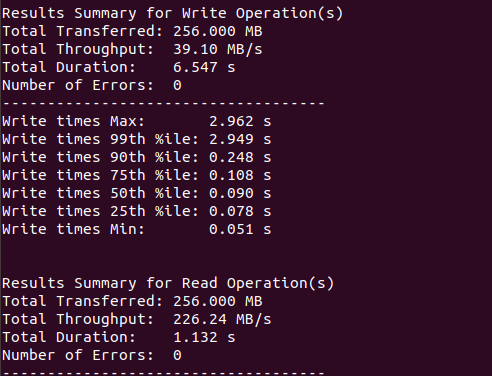 Results Summary for Write Operation(s)
Total Transferred: 256.000 MB
Total Throughput:  39.10 MB/s
Total Duration:    6.547 s
Number of Errors:  0
------------------------------------
Write times Max:       2.962 s
Write times 99th %ile: 2.949 s
Write times 90th %ile: 0.248 s
Write times 75th %ile: 0.108 s
Write times 50th %ile: 0.090 s
Write times 25th %ile: 0.078 s
Write times Min:       0.051 s
Results Summary for Read Operation(s)
Total Transferred: 256.000 MB
Total Throughput:  226.24 MB/s
Total Duration:    1.132 s
Number of Errors:  0
------------------------------------